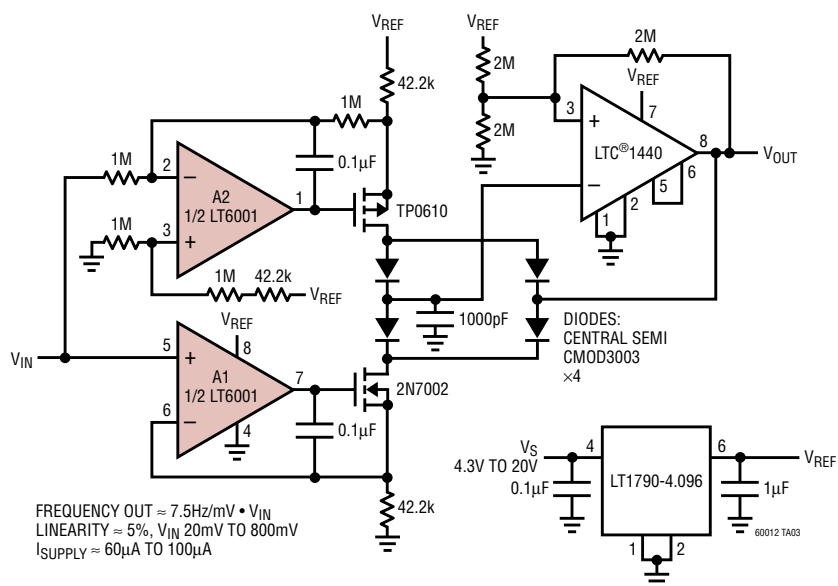 VREF
42.2k
1M
1M
2
−
A2
1/2 LT6001
1
0.1µF
TP0610
1M
3
+
1M
42.2k
VREF
VREF
2M
2M
2M
VREF
3
7
+
LTC®1440
8
VOUT
−
6
5
1
2
VIN
5
+
VREF
8
A1
1/2 LT6001
7
6
−
4
0.1µF
2N7002
42.2k
1000pF
DIODES:
CENTRAL SEMI
CMOD3003
×4
VS
4.3V TO 20V
0.1µF
4
LT1790-4.096
6
VREF
1µF
1
2
60012 TA03
FREQUENCY OUT ≈ 7.5Hz/mV • VIN
LINEARITY ≈ 5%, VIN 20mV TO 800mV
ISUPPLY ≈ 60µA TO 100µA